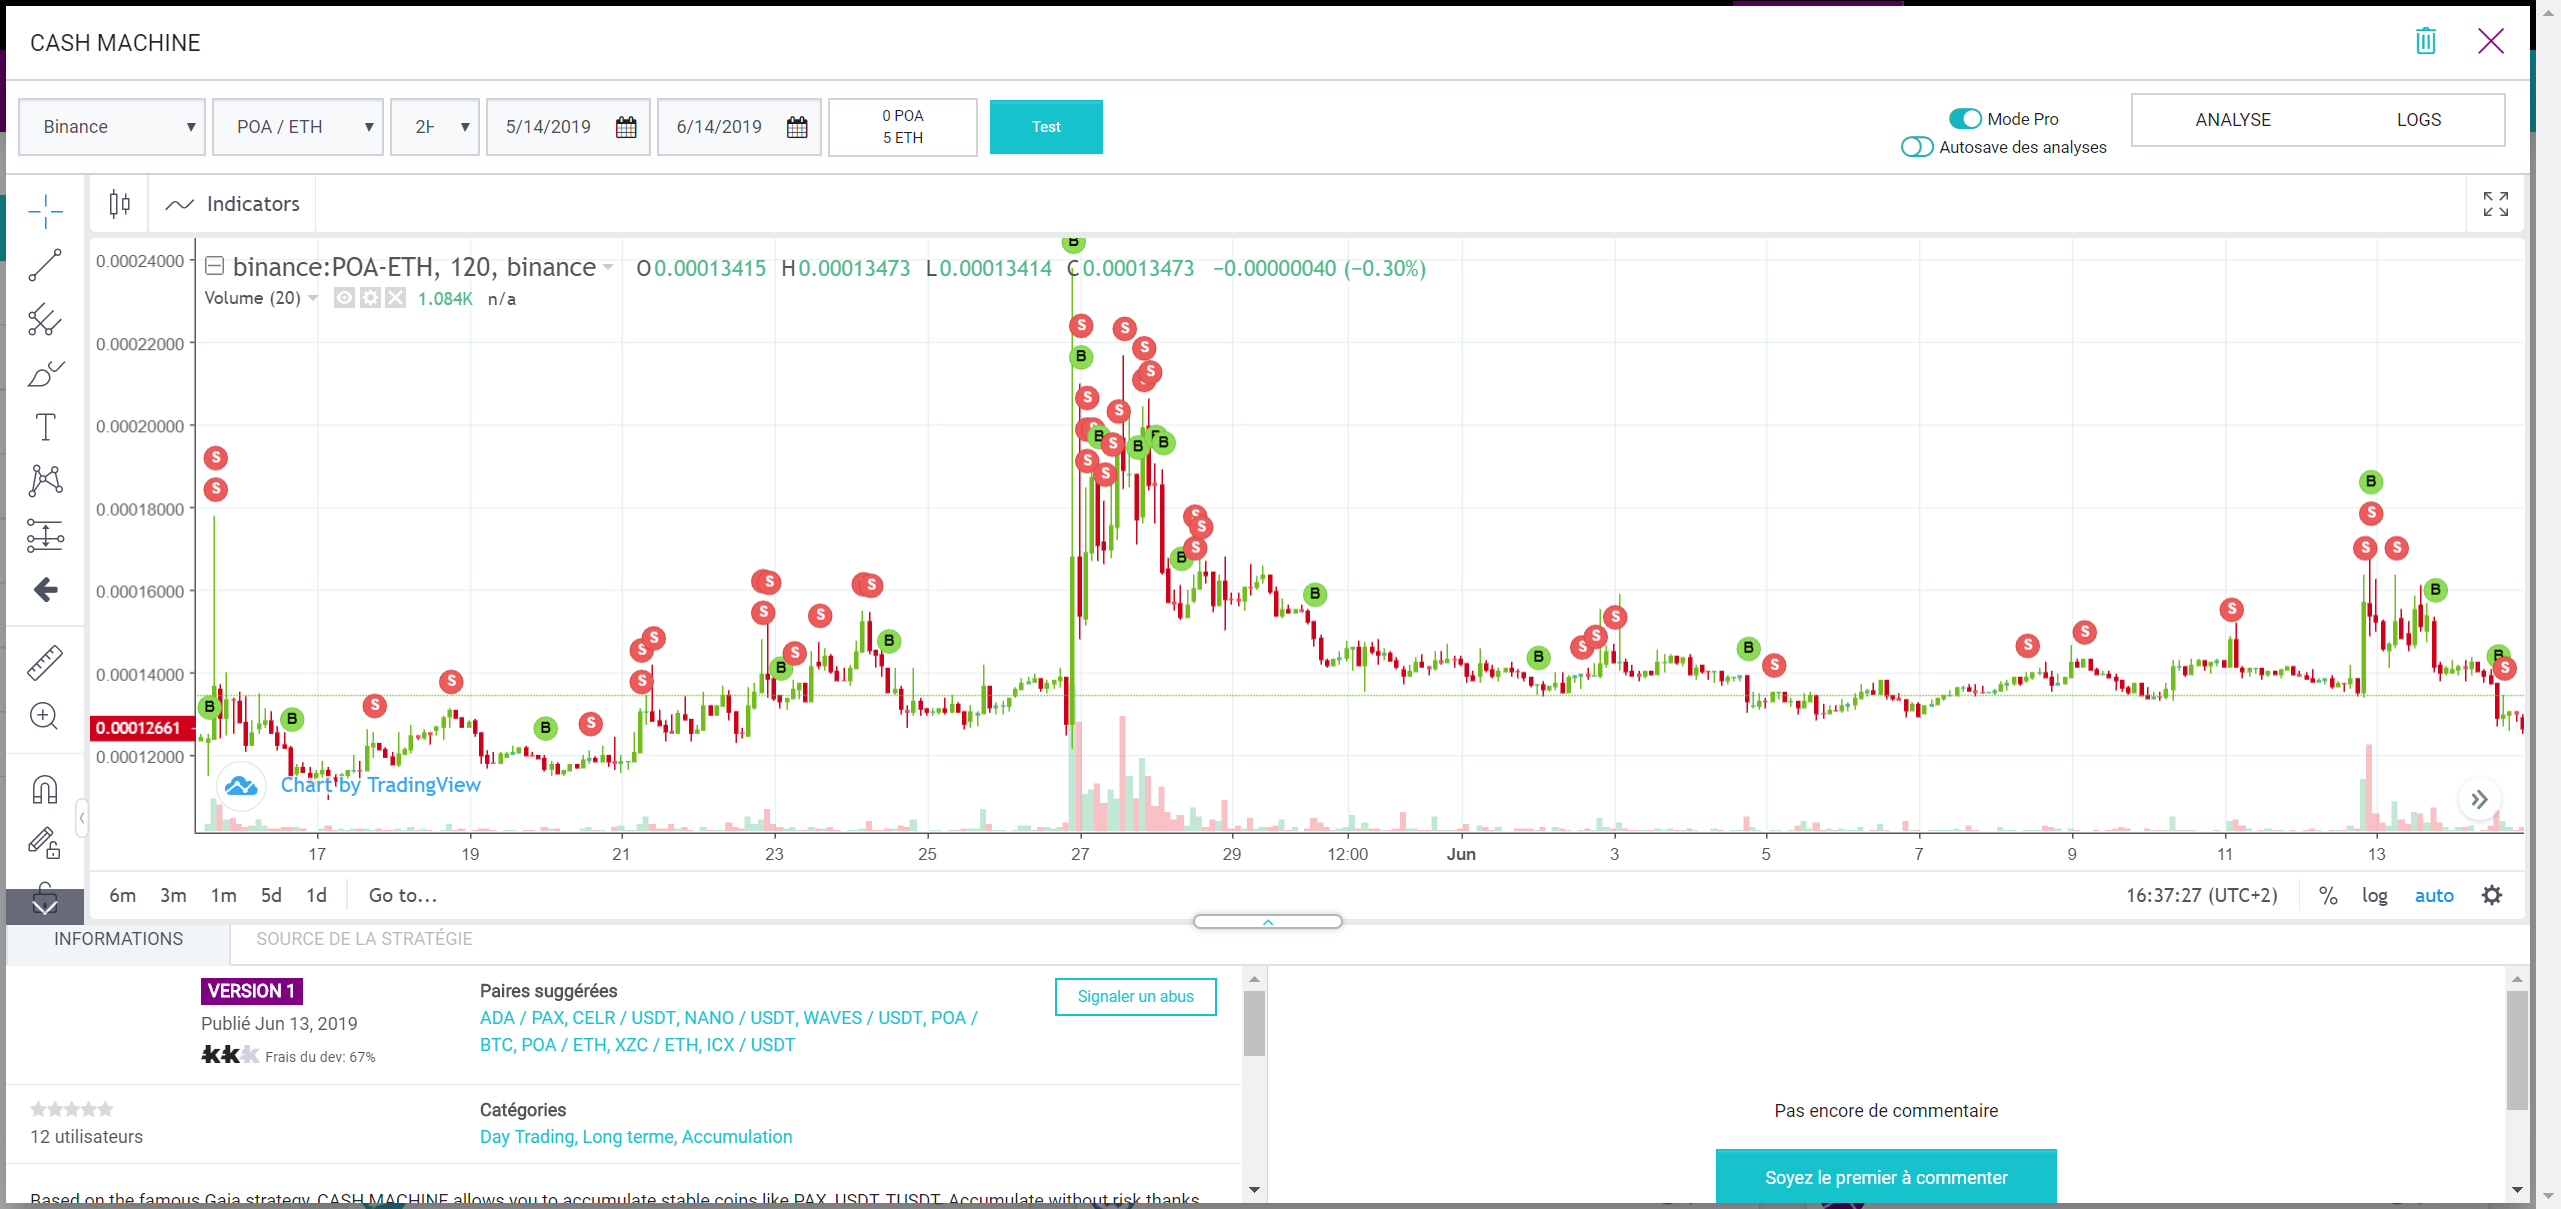 CASH MACHINE
Binance ▼ POA / ETH ▼ 2H ▼ 5/14/2019 6/14/2019
0 POA
5 ETH
Test
Mode Pro
Autosave des analyses
ANALYSE LOGS
Indicators
binance:POA-ETH, 120, binance O0.00013415 H0.00013473 L0.00013414 C0.00013473 −0.00000040 (−0.30%)
Volume (20) 1.084K n/a
0.00024000
0.00022000
0.00020000
0.00018000
0.00016000
0.00014000
0.00012661
0.00012000
Chart by TradingView
17 19 21 23 25 27 29 12:00 Jun 3 5 7 9 11 13
6m 3m 1m 5d 1d Go to... 16:37:27 (UTC+2) % log auto
INFORMATIONS SOURCE DE LA STRATÉGIE
VERSION 1
Publié Jun 13, 2019
Frais du dev: 67%
Paires suggérées
ADA / PAX, CELR / USDT, NANO / USDT, WAVES / USDT, POA /
BTC, POA / ETH, XZC / ETH, ICX / USDT
Signaler un abus
12 utilisateurs
Catégories
Day Trading, Long terme, Accumulation
Based on the famous Gaia strategy, CASH MACHINE allows you to accumulate stable coins like PAX, USDT, TUSDT. Accumulate without risk thanks
Pas encore de commentaire
Soyez le premier à commenter